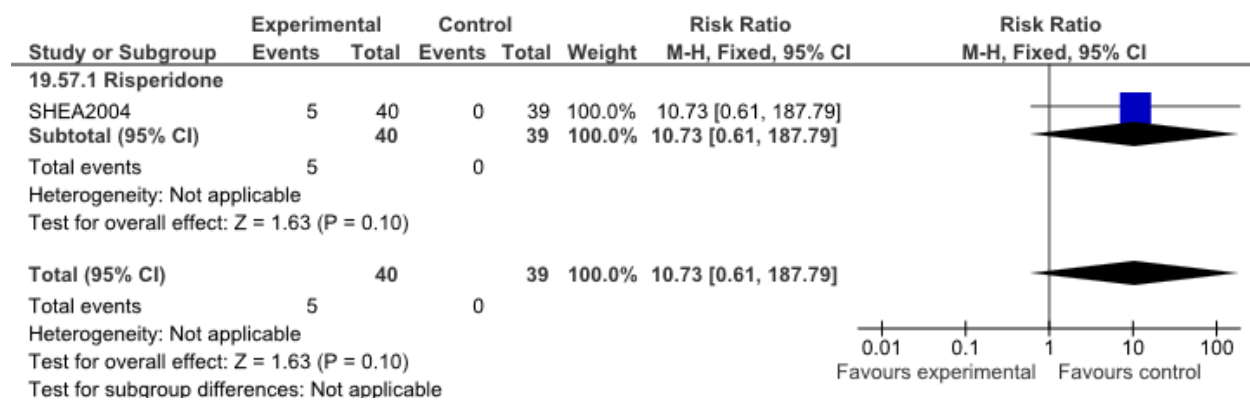 Experimental Control Risk Ratio Risk Ratio
Study or Subgroup Events Total Events Total Weight M-H, Fixed, 95% CI M-H, Fixed, 95% CI
19.57.1 Risperidone
SHEA2004 5 40 0 39 100.0% 10.73 [0.61, 187.79]
Subtotal (95% CI) 40 39 100.0% 10.73 [0.61, 187.79]
Total events 5 0
Heterogeneity: Not applicable
Test for overall effect: Z = 1.63 (P = 0.10)
Total (95% CI) 40 39 100.0% 10.73 [0.61, 187.79]
Total events 5 0
Heterogeneity: Not applicable
Test for overall effect: Z = 1.63 (P = 0.10)
Test for subgroup differences: Not applicable
0.01 0.1 1 10 100
Favours experimental Favours control